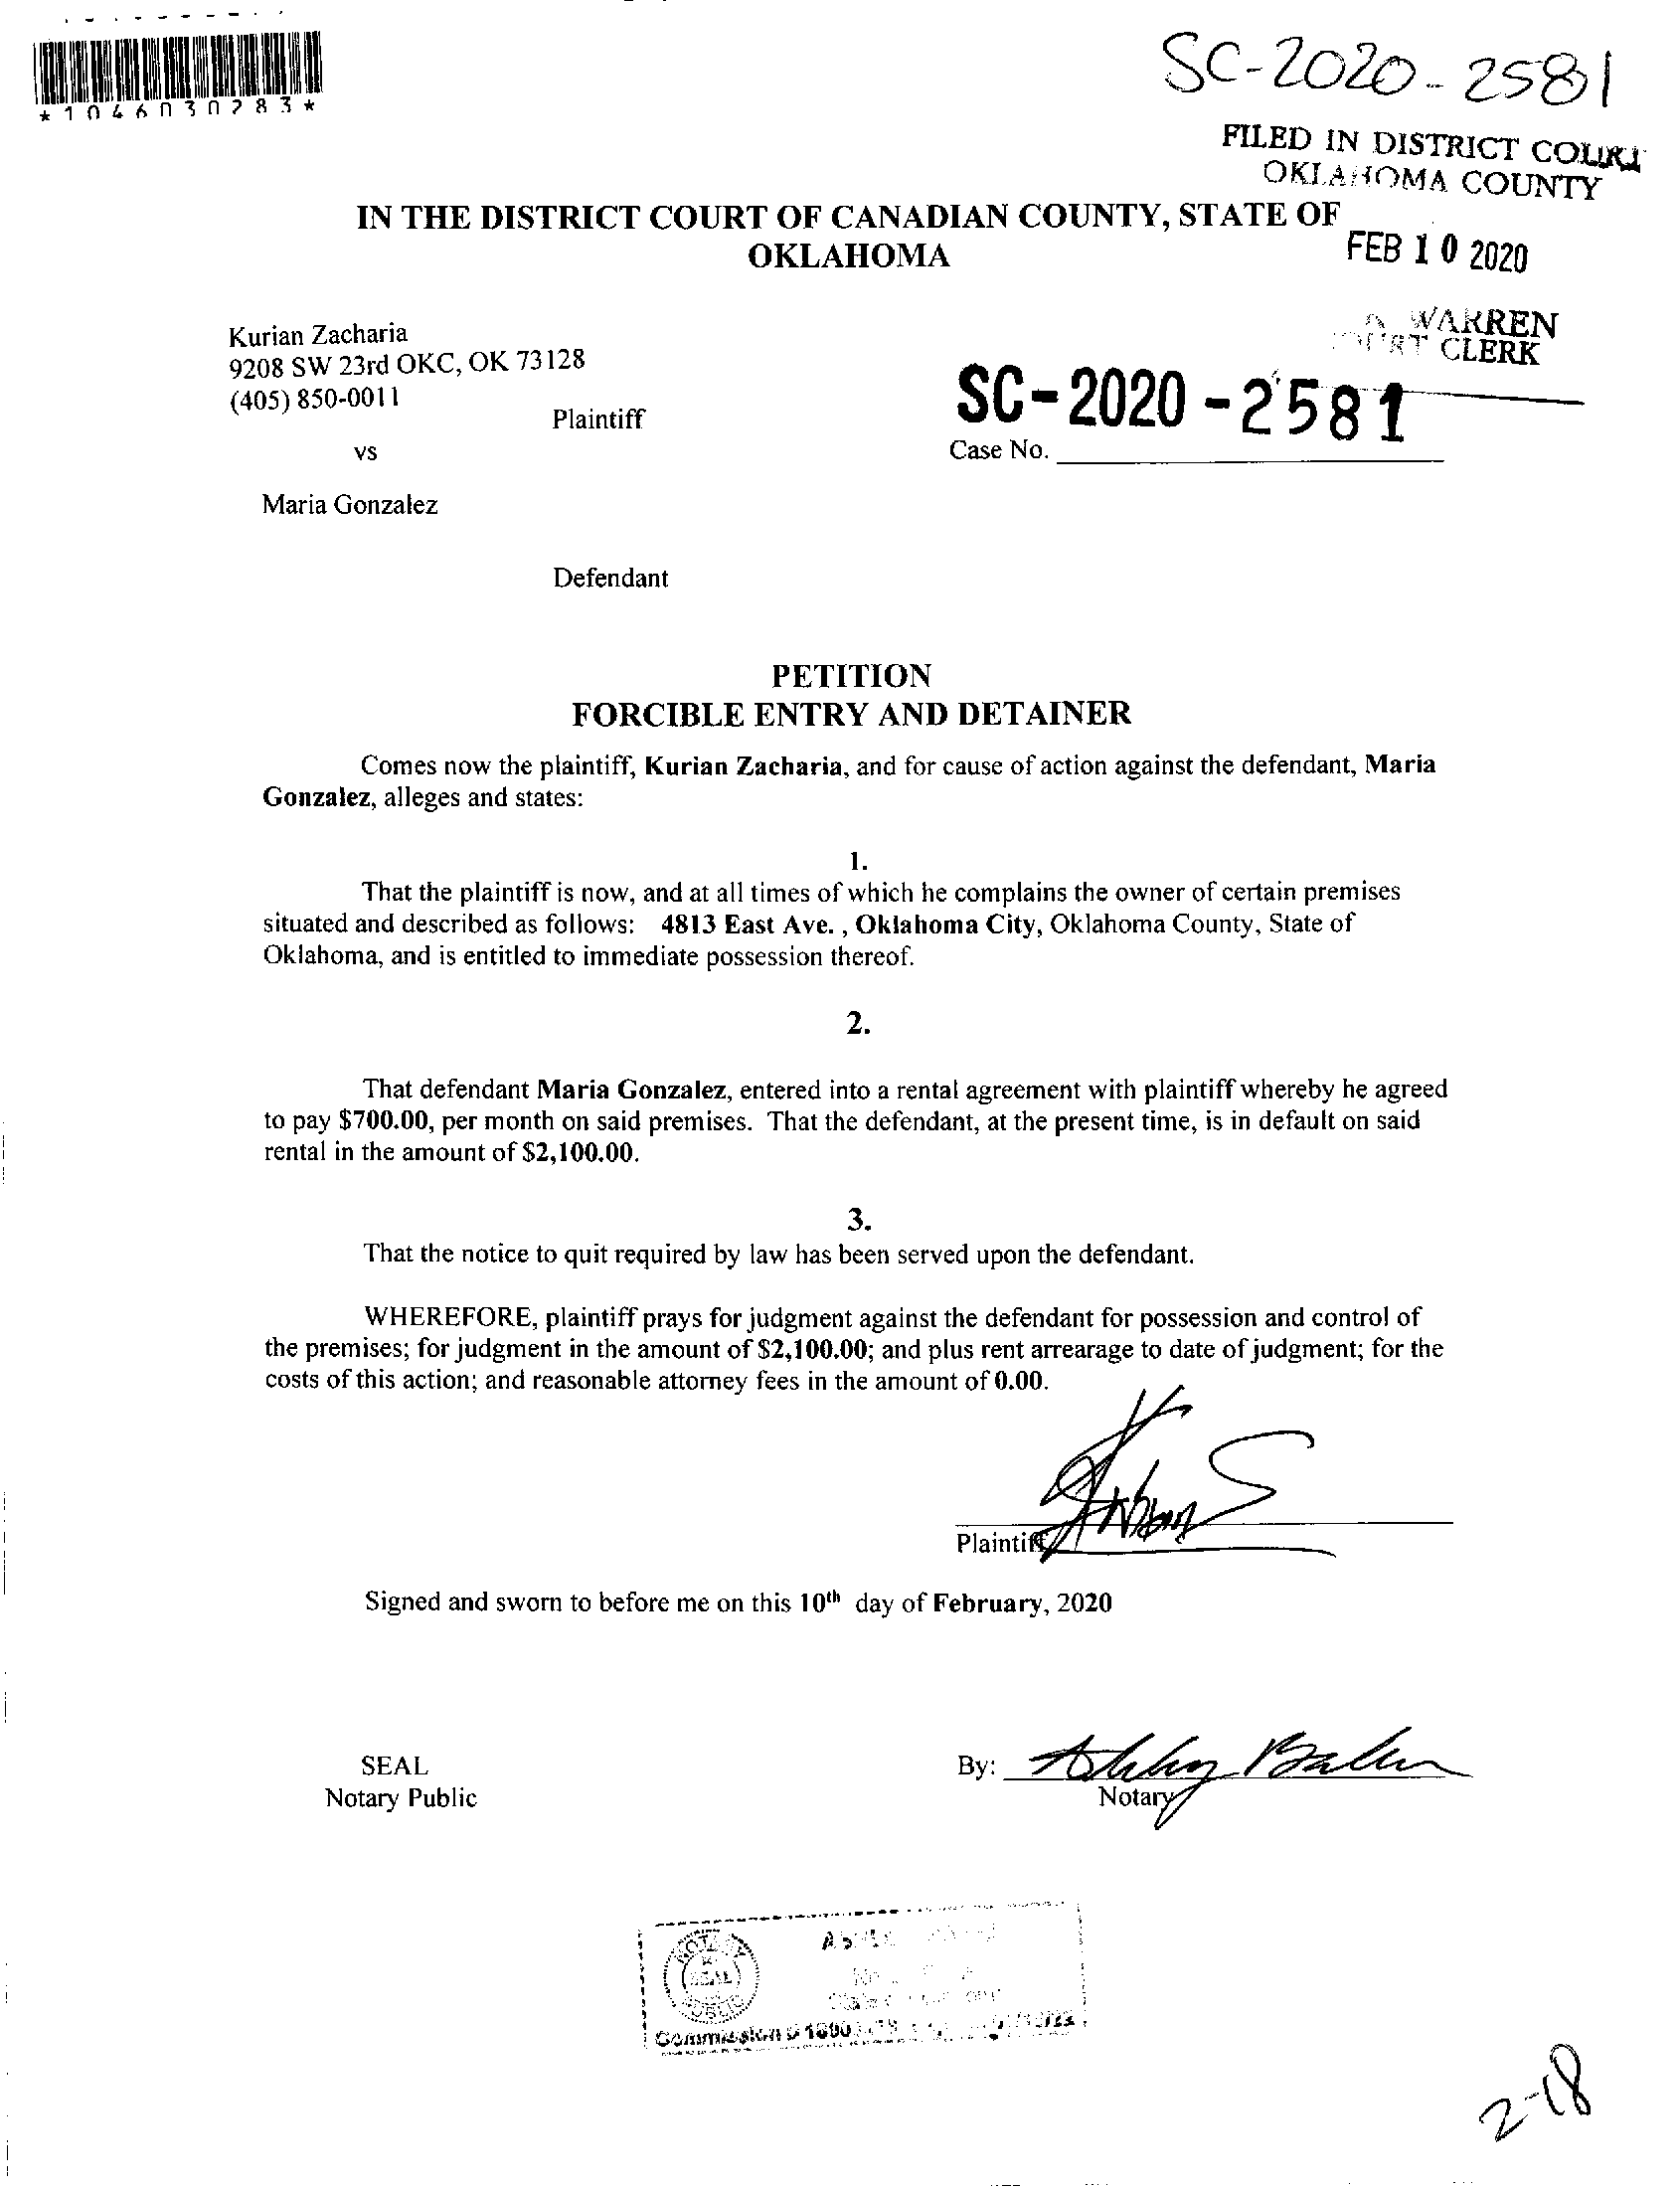 *1046030283*
SC-2020-2581
FILED IN DISTRICT COURT
OKLAHOMA COUNTY
IN THE DISTRICT COURT OF CANADIAN COUNTY, STATE OF
OKLAHOMA
FEB 10 2020
WARREN
COURT CLERK
Kurian Zacharia
9208 SW 23rd OKC, OK 73128
(405) 850-0011
Plaintiff
SC-2020-2581
vs
Case No.
Maria Gonzalez
Defendant
PETITION
FORCIBLE ENTRY AND DETAINER
Comes now the plaintiff, Kurian Zacharia, and for cause of action against the defendant, Maria
Gonzalez, alleges and states:
1.
That the plaintiff is now, and at all times of which he complains the owner of certain premises
situated and described as follows: 4813 East Ave. , Oklahoma City, Oklahoma County, State of
Oklahoma, and is entitled to immediate possession thereof.
2.
That defendant Maria Gonzalez, entered into a rental agreement with plaintiff whereby he agreed
to pay $700.00, per month on said premises. That the defendant, at the present time, is in default on said
rental in the amount of $2,100.00.
3.
That the notice to quit required by law has been served upon the defendant.
WHEREFORE, plaintiff prays for judgment against the defendant for possession and control of
the premises; for judgment in the amount of $2,100.00; and plus rent arrearage to date of judgment; for the
costs of this action; and reasonable attorney fees in the amount of 0.00.
Plaintiff
Signed and sworn to before me on this 10th day of February, 2020
SEAL
By:
Notary Public
Notary
NOTARY
SEAL
PUBLIC
Commission #
2-18